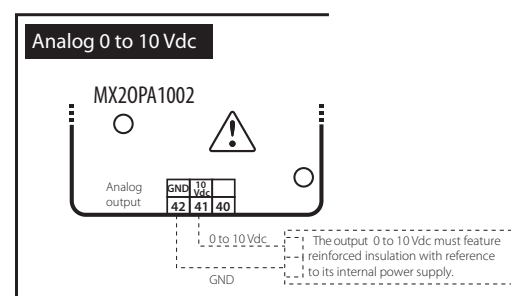 Analog 0 to 10 Vdc
MX2OPA1002
Analog
output
GND 10
Vdc
42 41 40
0 to 10 Vdc
GND
The output 0 to 10 Vdc must feature
reinforced insulation with reference
to its internal power supply.